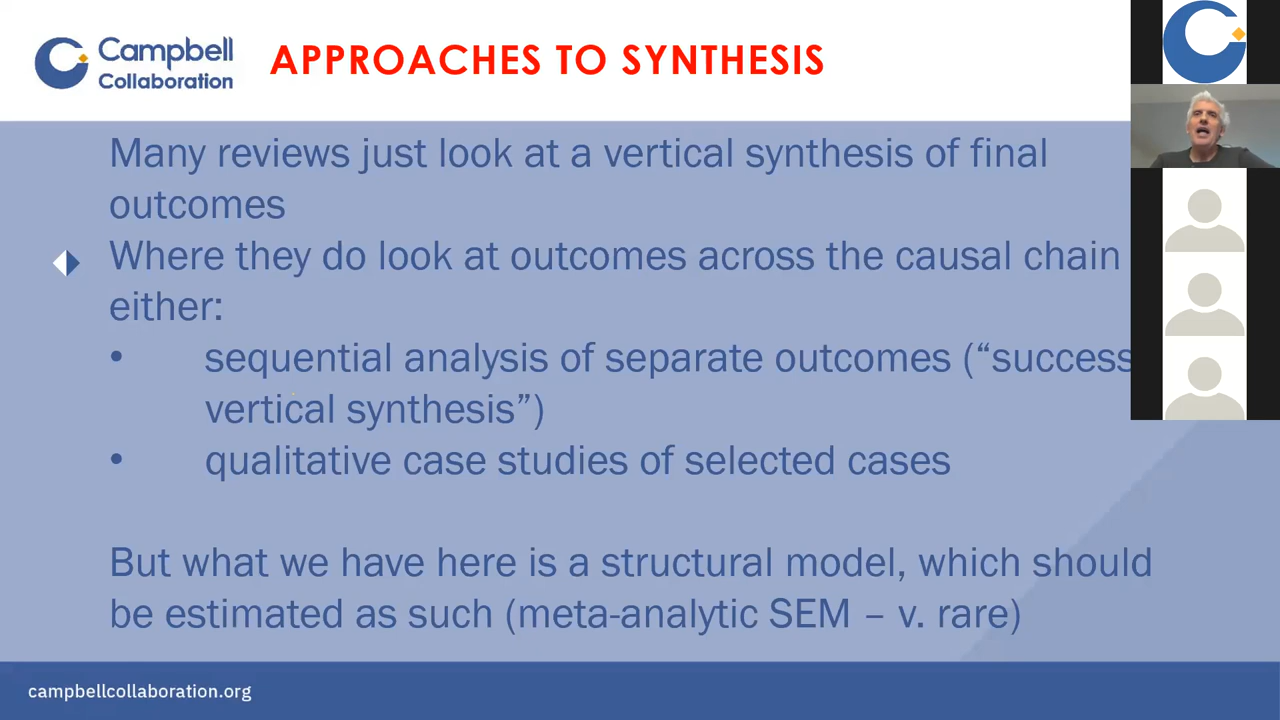 Campbell
Collaboration
APPROACHES TO SYNTHESIS
Many reviews just look at a vertical synthesis of final
outcomes
Where they do look at outcomes across the causal chain
either:
• sequential analysis of separate outcomes (“success
vertical synthesis”)
• qualitative case studies of selected cases
But what we have here is a structural model, which should
be estimated as such (meta-analytic SEM – v. rare)
campbellcollaboration.org